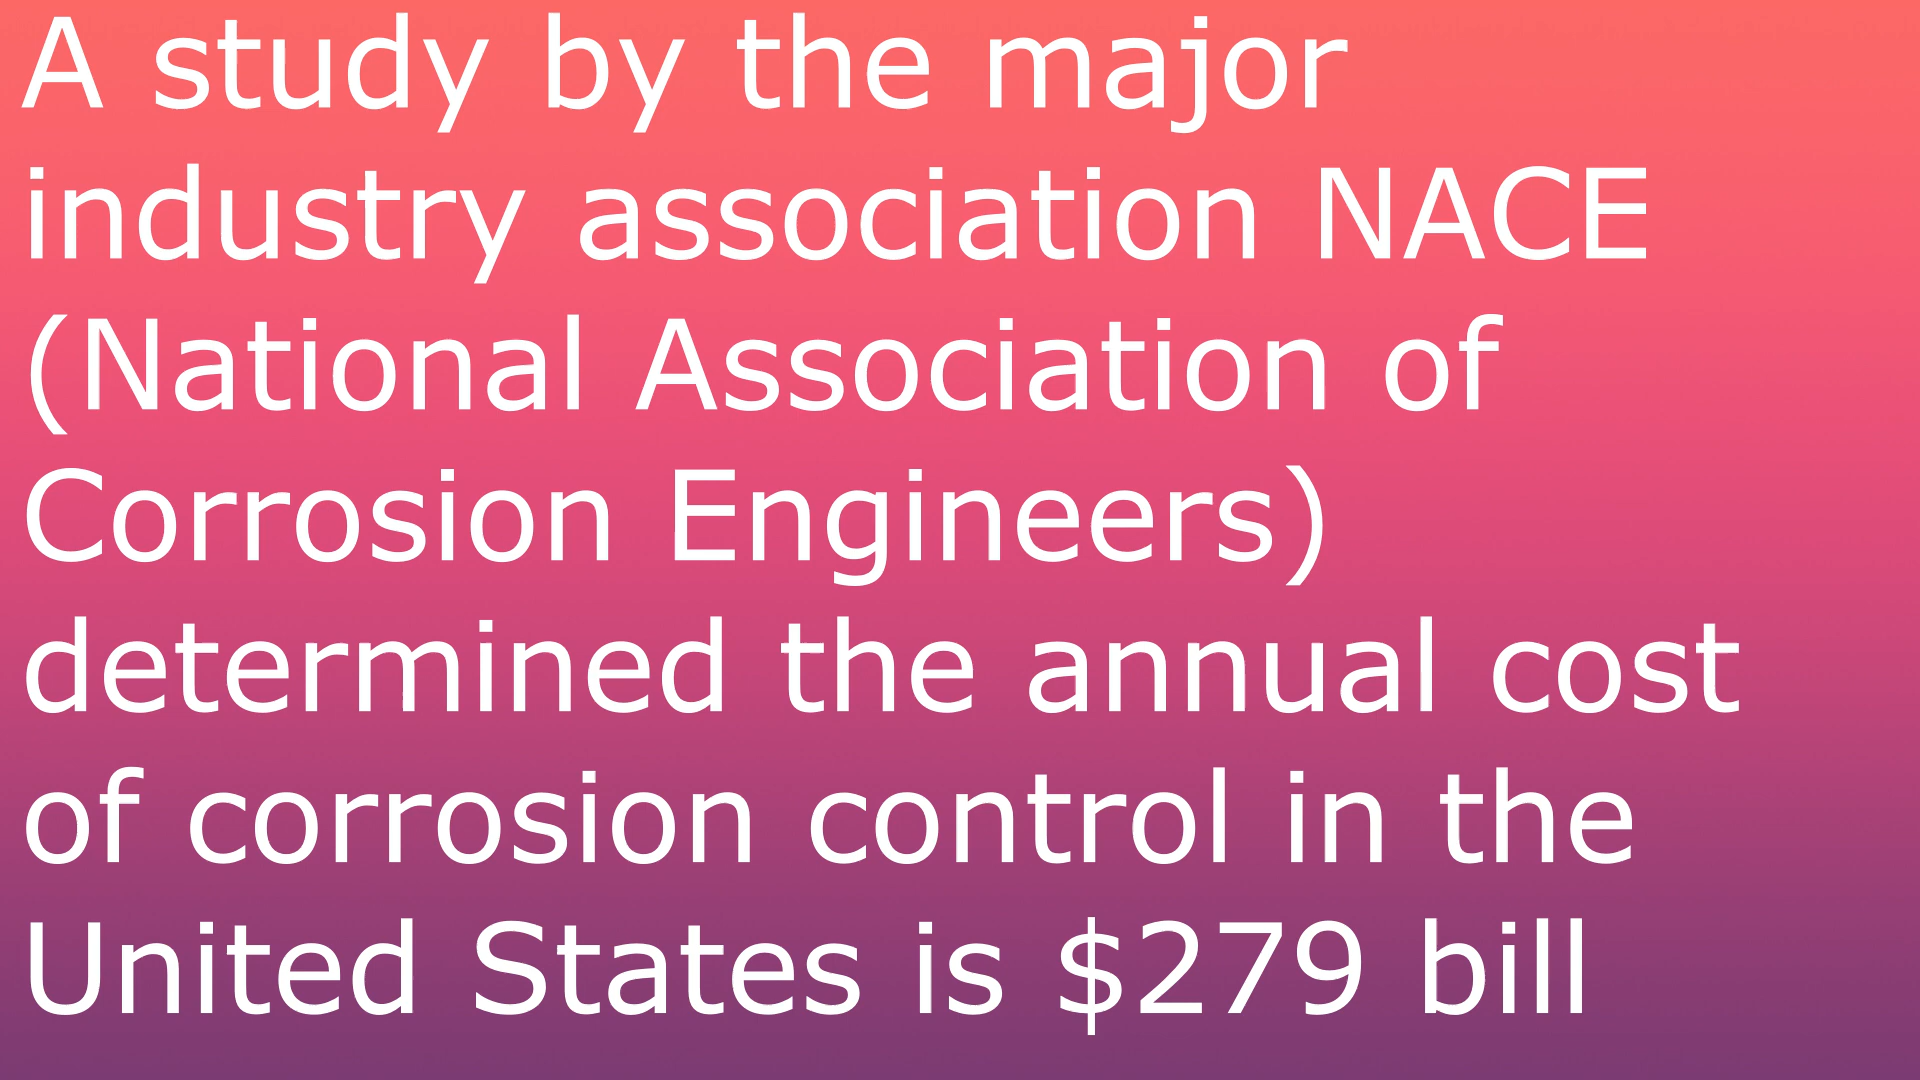 A study by the major
industry association NACE
(National Association of
Corrosion Engineers)
determined the annual cost
of corrosion control in the
United States is $279 bill